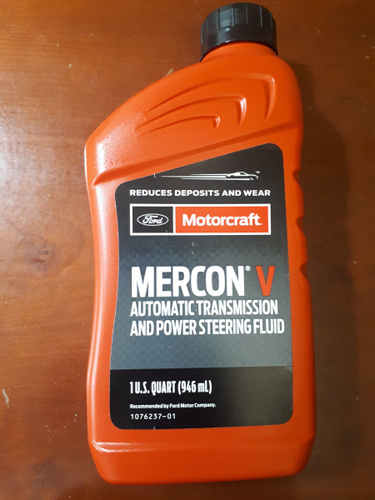 REDUCES DEPOSITS AND WEAR
Ford Motorcraft
MERCON® V
AUTOMATIC TRANSMISSION
AND POWER STEERING FLUID
1 U.S. QUART (946 mL)
Recommended by Ford Motor Company.
1076237-01